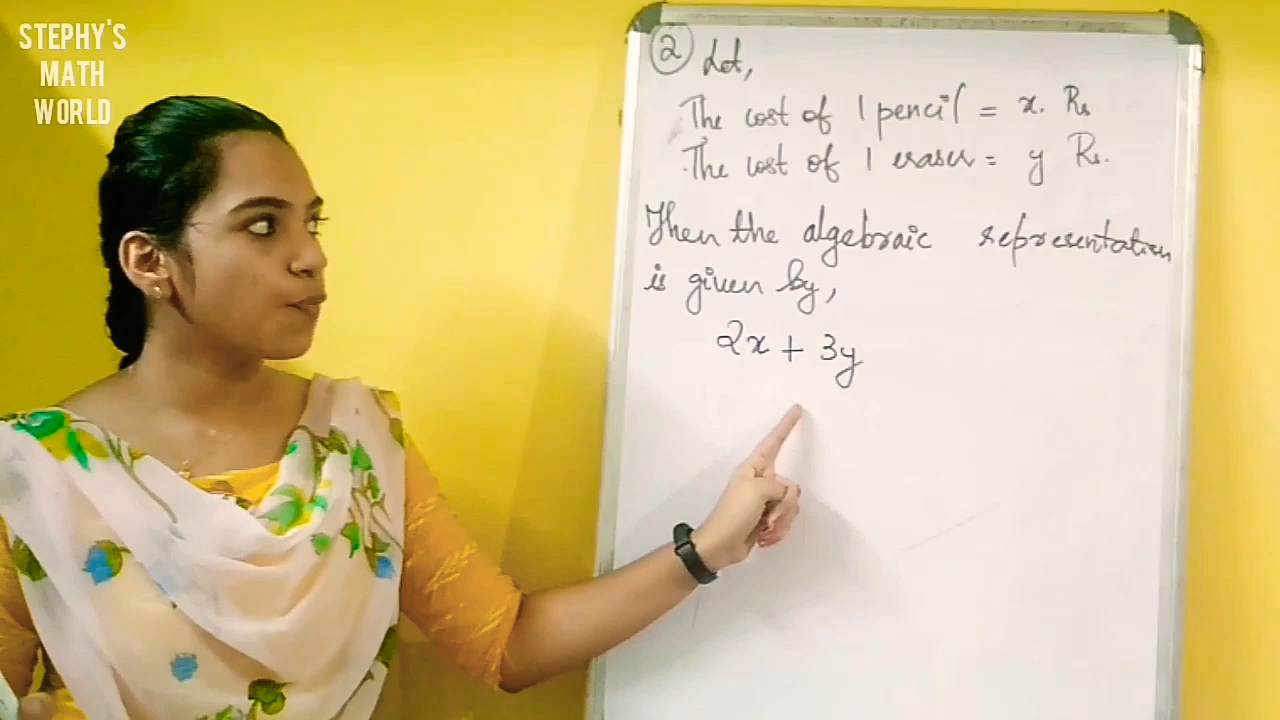 STEPHY'S
MATH
WORLD
② Let,
The cost of 1 pencil = x. Rs
The cost of 1 eraser = y Rs.
Then the algebraic representation
is given by,
2x + 3y